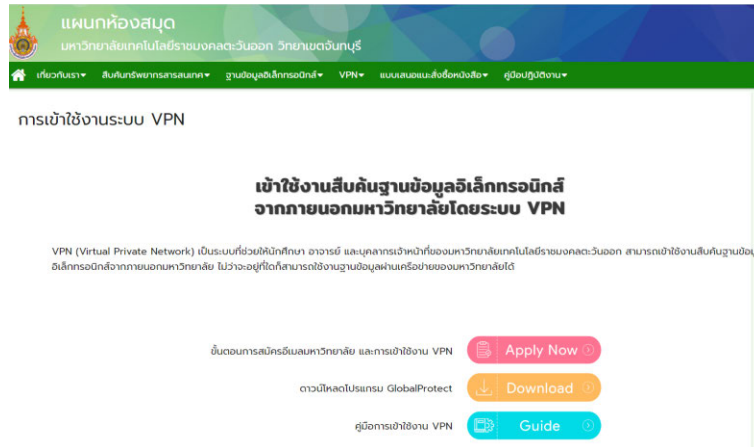 แผนกห้องสมุด
มหาวิทยาลัยเทคโนโลยีราชมงคลตะวันออก วิทยาเขตจันทบุรี
เกี่ยวกับเรา สืบค้นทรัพยากรสารสนเทศ ฐานข้อมูลอิเล็กทรอนิกส์ VPN แบบเสนอแนะสั่งซื้อหนังสือ คู่มือปฏิบัติงาน
การเข้าใช้งานระบบ VPN
เข้าใช้งานสืบค้นฐานข้อมูลอิเล็กทรอนิกส์
จากภายนอกมหาวิทยาลัยโดยระบบ VPN
VPN (Virtual Private Network) เป็นระบบที่ช่วยให้นักศึกษา อาจารย์ และบุคลากรเจ้าหน้าที่ของมหาวิทยาลัยเทคโนโลยีราชมงคลตะวันออก สามารถเข้าใช้งานสืบค้นฐานข้อมู
อิเล็กทรอนิกส์จากภายนอกมหาวิทยาลัย ไม่ว่าจะอยู่ที่ใดก็สามารถใช้งานฐานข้อมูลผ่านเครือข่ายของมหาวิทยาลัยได้
ขั้นตอนการสมัครอีเมลมหาวิทยาลัย และการเข้าใช้งาน VPN Apply Now
ดาวน์โหลดโปรแกรม GlobalProtect Download
คู่มือการเข้าใช้งาน VPN Guide